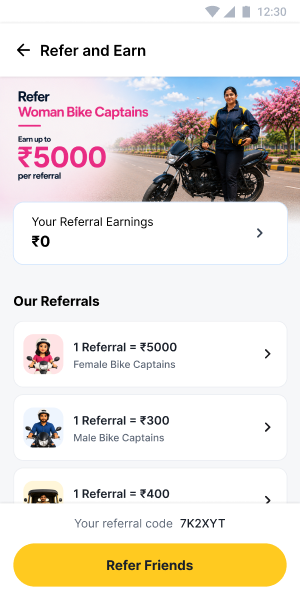 12:30
Refer and Earn
Refer
Woman Bike Captains
Earn up to
₹5000
per referral
Your Referral Earnings
₹0
Our Referrals
1 Referral = ₹5000
Female Bike Captains
1 Referral = ₹300
Male Bike Captains
1 Referral = ₹400
Your referral code 7K2XYT
Refer Friends